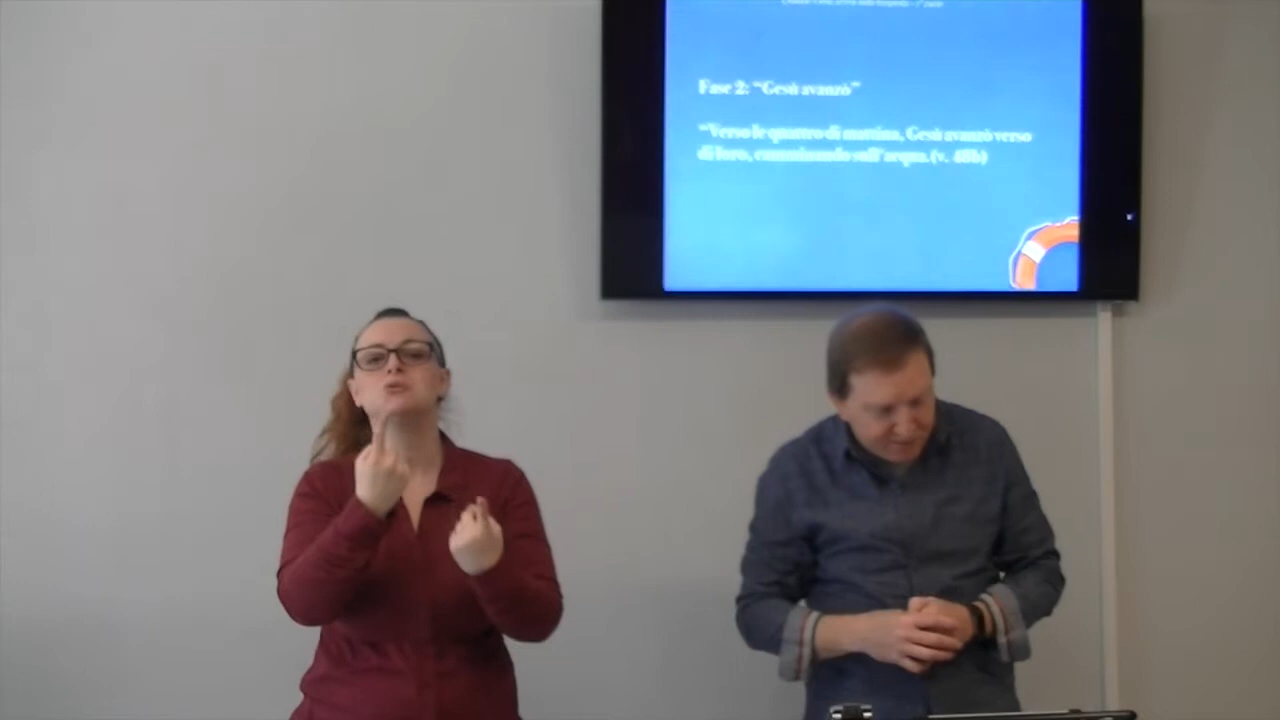 Fase 2: “Gesù avanzò”
“Verso le quattro di mattina, Gesù avanzò verso
di loro, camminando sull'acqua. (v. 48b)